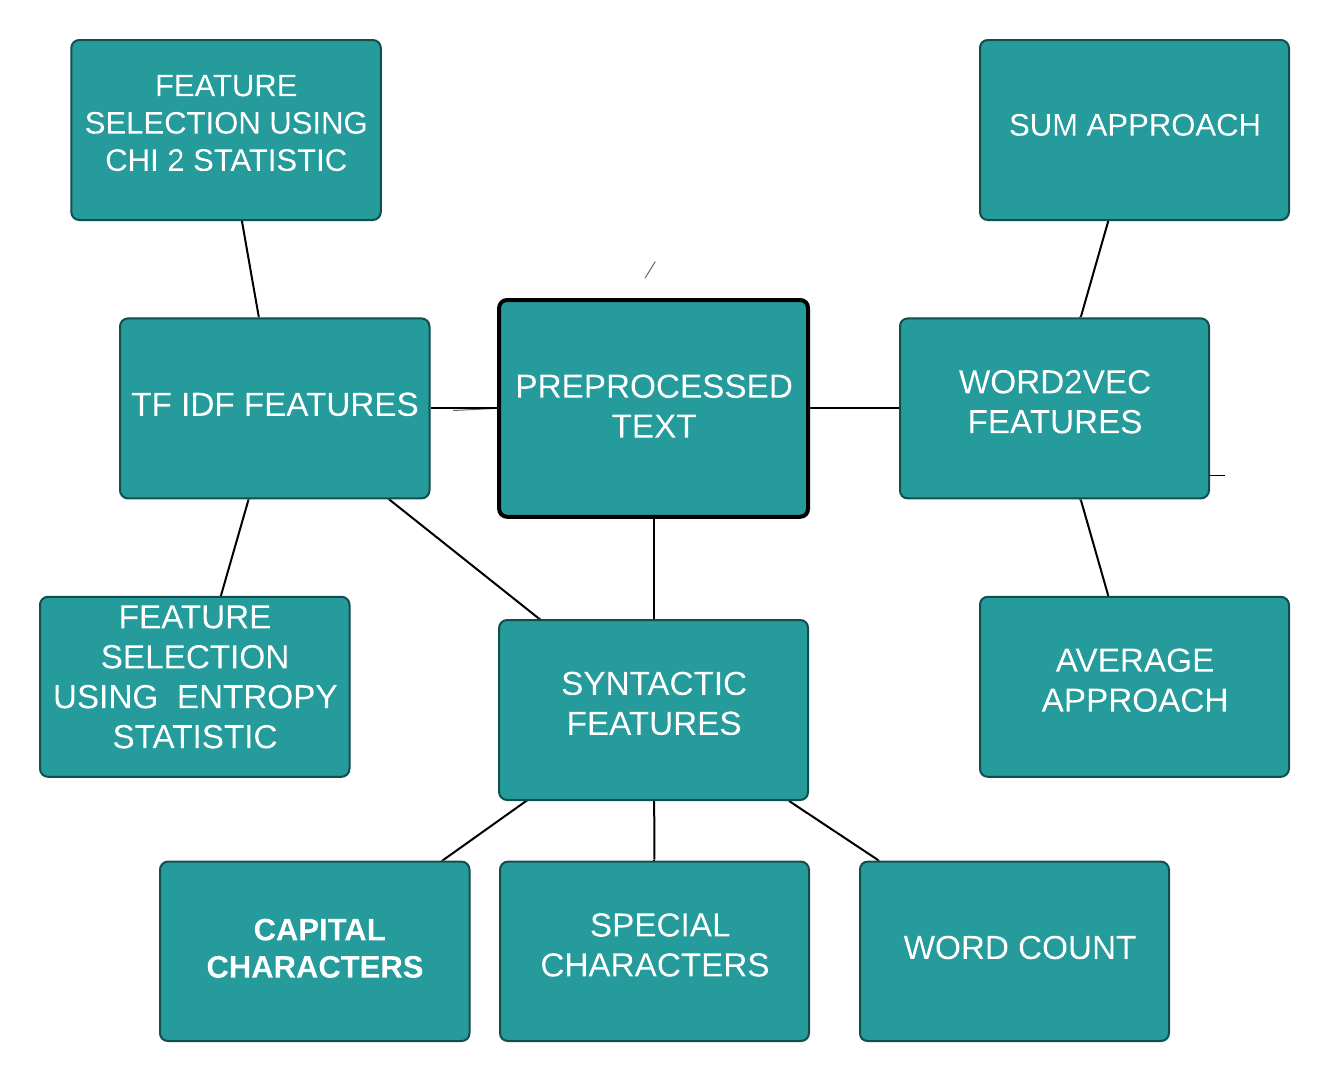 FEATURE
SELECTION USING
CHI 2 STATISTIC
SUM APPROACH
TF IDF FEATURES
PREPROCESSED
TEXT
WORD2VEC
FEATURES
FEATURE
SELECTION
USING  ENTROPY
STATISTIC
SYNTACTIC
FEATURES
AVERAGE
APPROACH
CAPITAL
CHARACTERS
SPECIAL
CHARACTERS
WORD COUNT